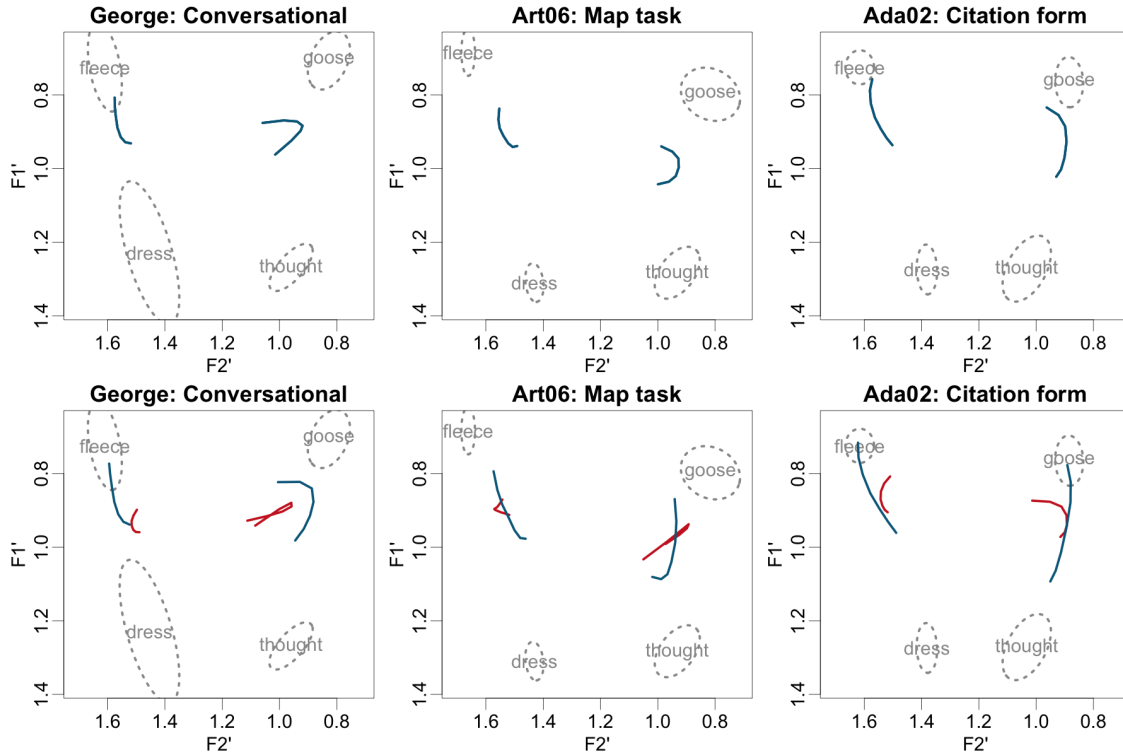 George: Conversational
Art06: Map task
Ada02: Citation form
fleece
goose
dress
thought
0.8
1.0
1.2
1.4
F1'
1.6
1.4
1.2
1.0
0.8
F2'
fleece
goose
dress
thought
0.8
1.0
1.2
1.4
F1'
1.6
1.4
1.2
1.0
0.8
F2'
fleece
goose
dress
thought
0.8
1.0
1.2
1.4
F1'
1.6
1.4
1.2
1.0
0.8
F2'
George: Conversational
Art06: Map task
Ada02: Citation form
fleece
goose
dress
thought
0.8
1.0
1.2
1.4
F1'
1.6
1.4
1.2
1.0
0.8
F2'
fleece
goose
dress
thought
0.8
1.0
1.2
1.4
F1'
1.6
1.4
1.2
1.0
0.8
F2'
fleece
goose
dress
thought
0.8
1.0
1.2
1.4
F1'
1.6
1.4
1.2
1.0
0.8
F2'